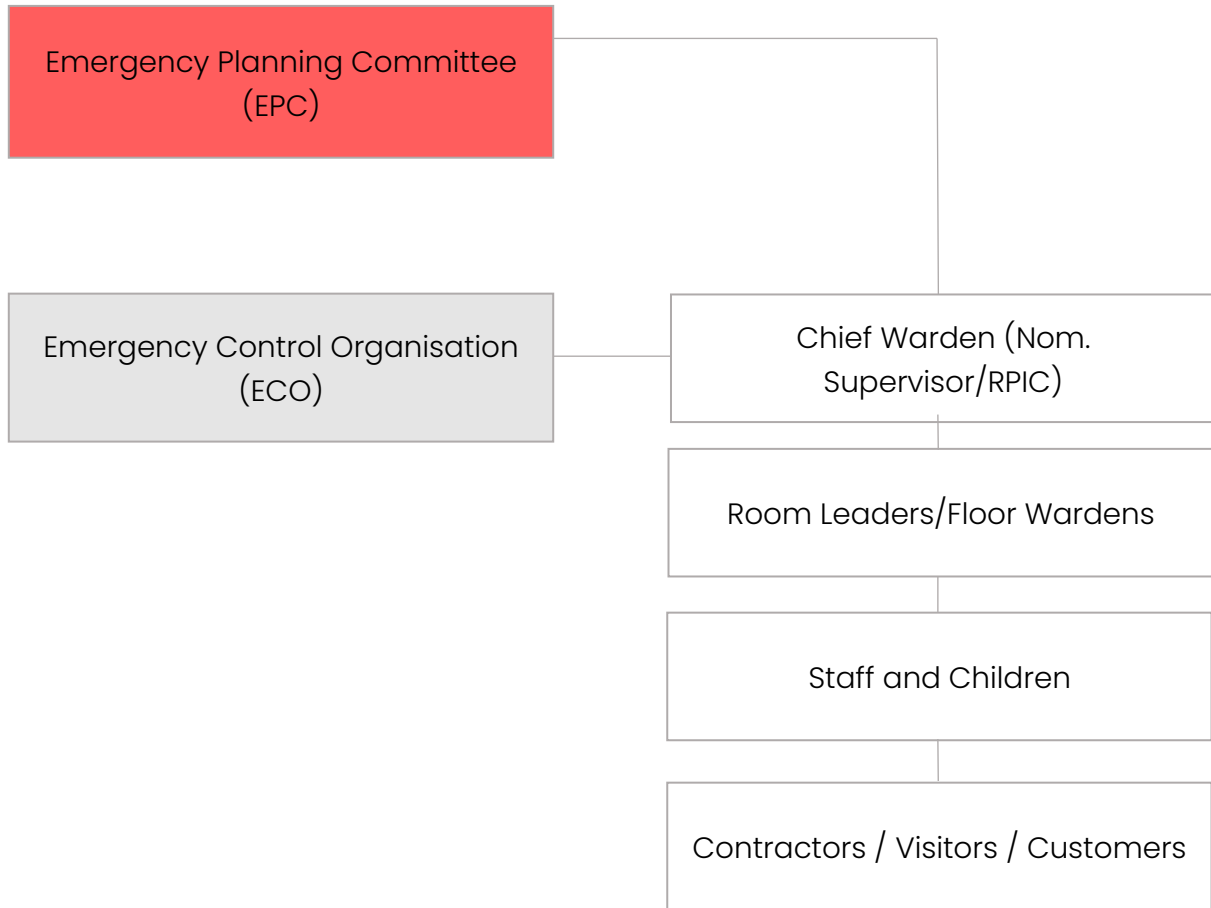 Emergency Planning Committee
(EPC)
Emergency Control Organisation
(ECO)
Chief Warden (Nom.
Supervisor/RPIC)
Room Leaders/Floor Wardens
Staff and Children
Contractors / Visitors / Customers